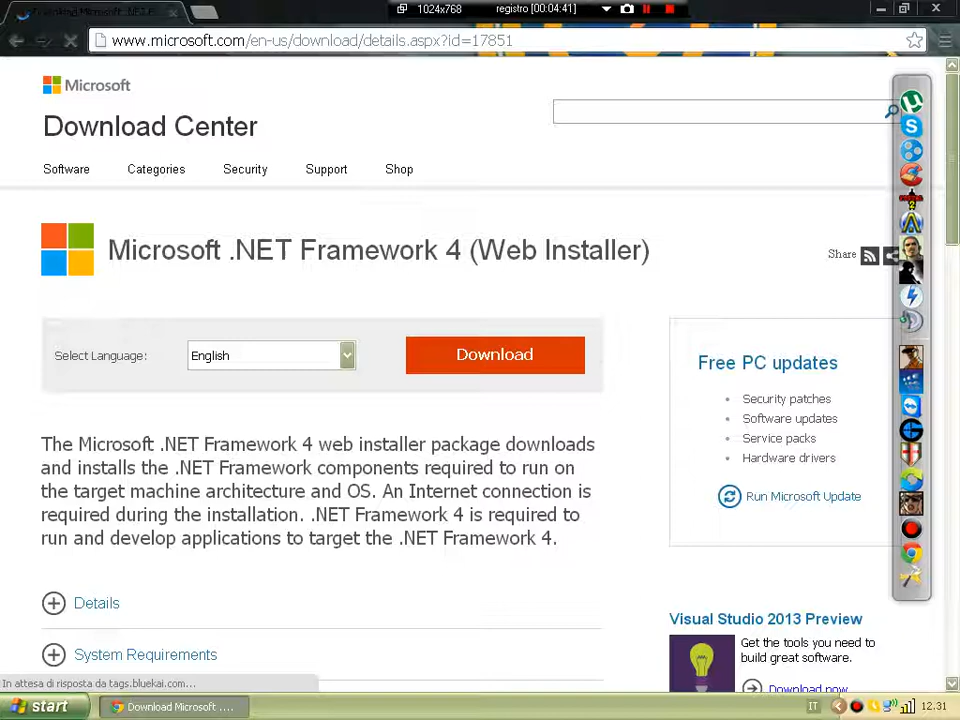 1024x768
registro [00:04:41]
www.microsoft.com/en-us/download/details.aspx?id=17851
Microsoft
Download Center
Software Categories Security Support Shop
Microsoft .NET Framework 4 (Web Installer)
Share
Select Language:
English
Download
The Microsoft .NET Framework 4 web installer package downloads
and installs the .NET Framework components required to run on
the target machine architecture and OS. An Internet connection is
required during the installation. .NET Framework 4 is required to
run and develop applications to target the .NET Framework 4.
Details
System Requirements
Free PC updates
Security patches
Software updates
Service packs
Hardware drivers
Run Microsoft Update
Visual Studio 2013 Preview
Get the tools you need to
build great software.
Download now
In attesa di risposta da tags.bluekai.com...
start
Download Microsoft ....
IT
12.31